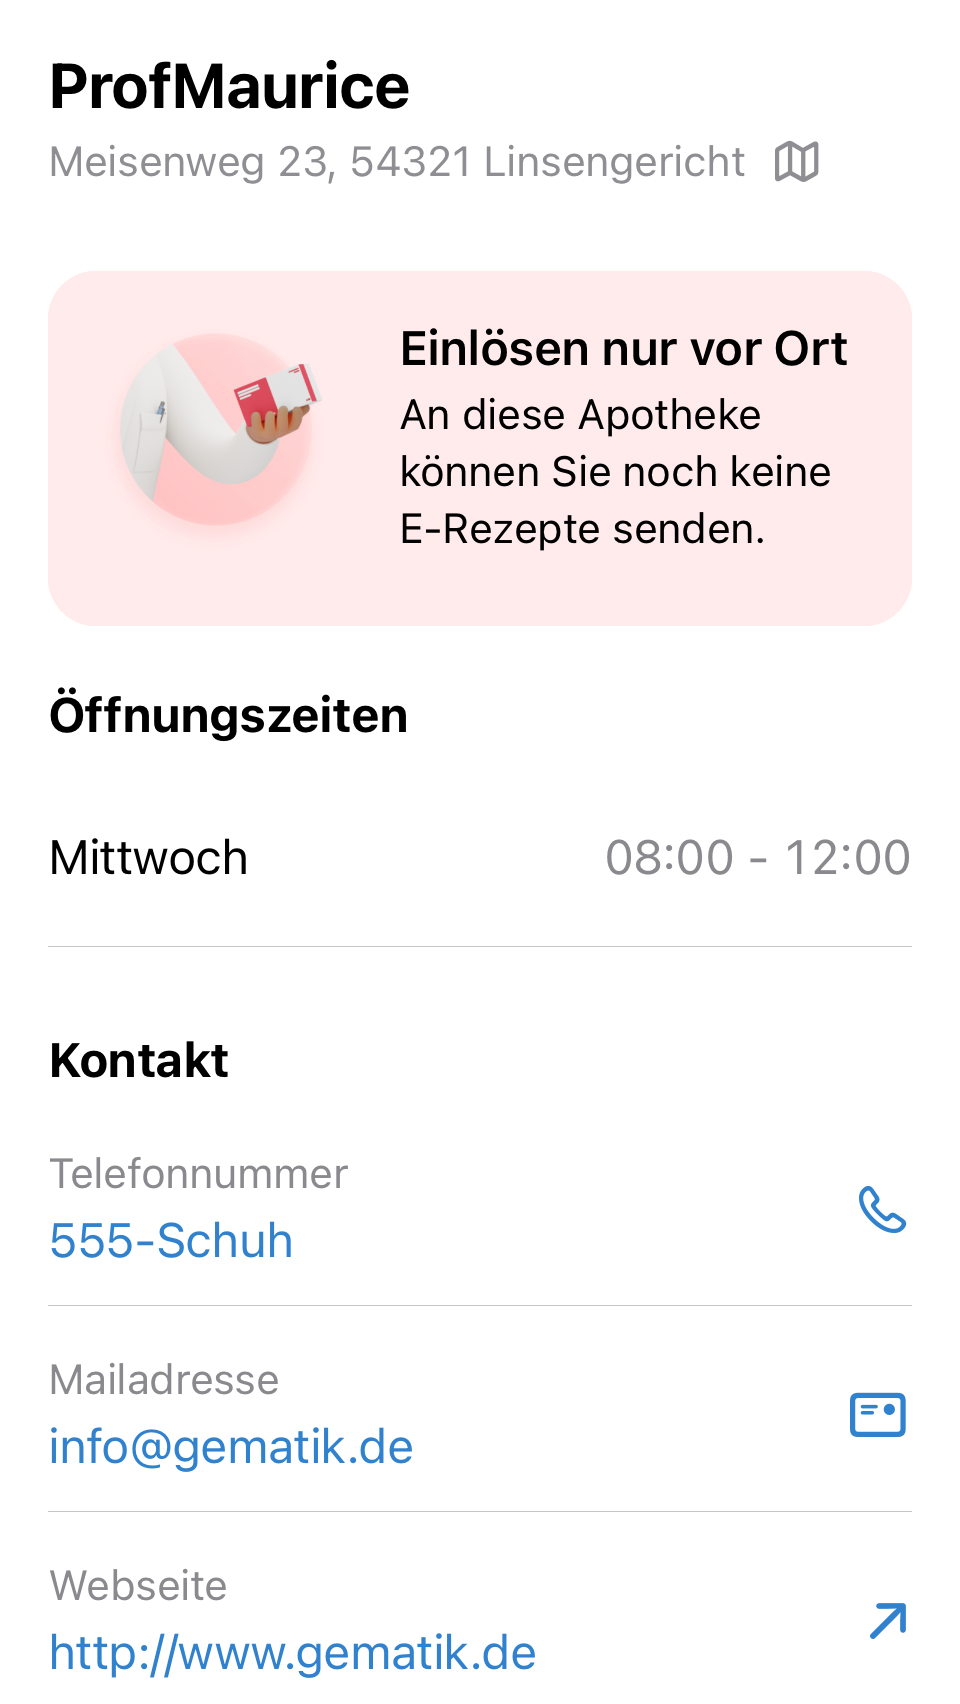 ProfMaurice
Meisenweg 23, 54321 Linsengericht
Einlösen nur vor Ort
An diese Apotheke
können Sie noch keine
E-Rezepte senden.
Öffnungszeiten
Mittwoch 08:00 - 12:00
Kontakt
Telefonnummer
555-Schuh
Mailadresse
info@gematik.de
Webseite
http://www.gematik.de